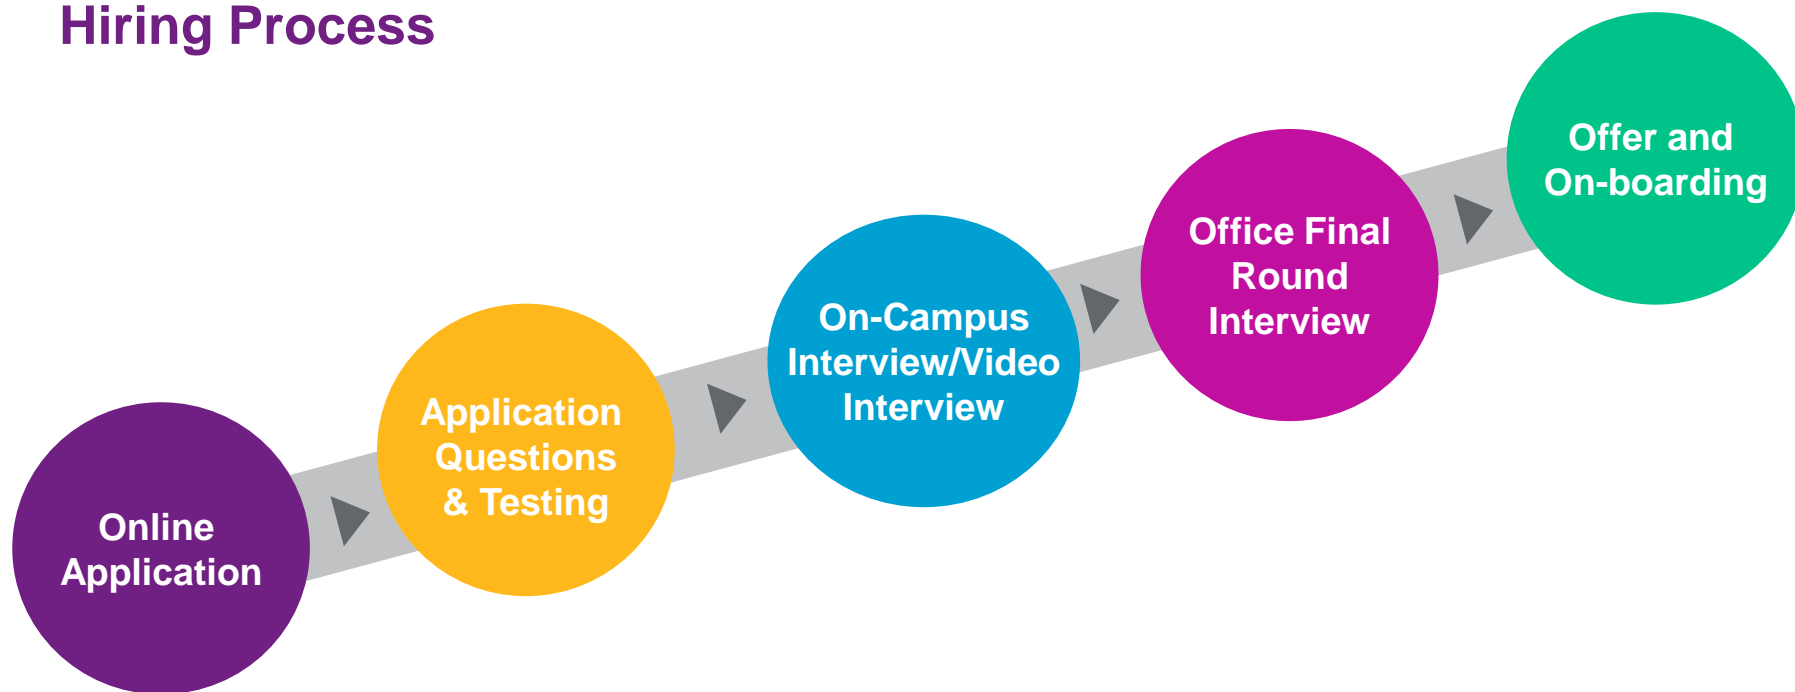 Hiring Process
Online
Application
Application
Questions
& Testing
On-Campus
Interview/Video
Interview
Office Final
Round
Interview
Offer and
On-boarding